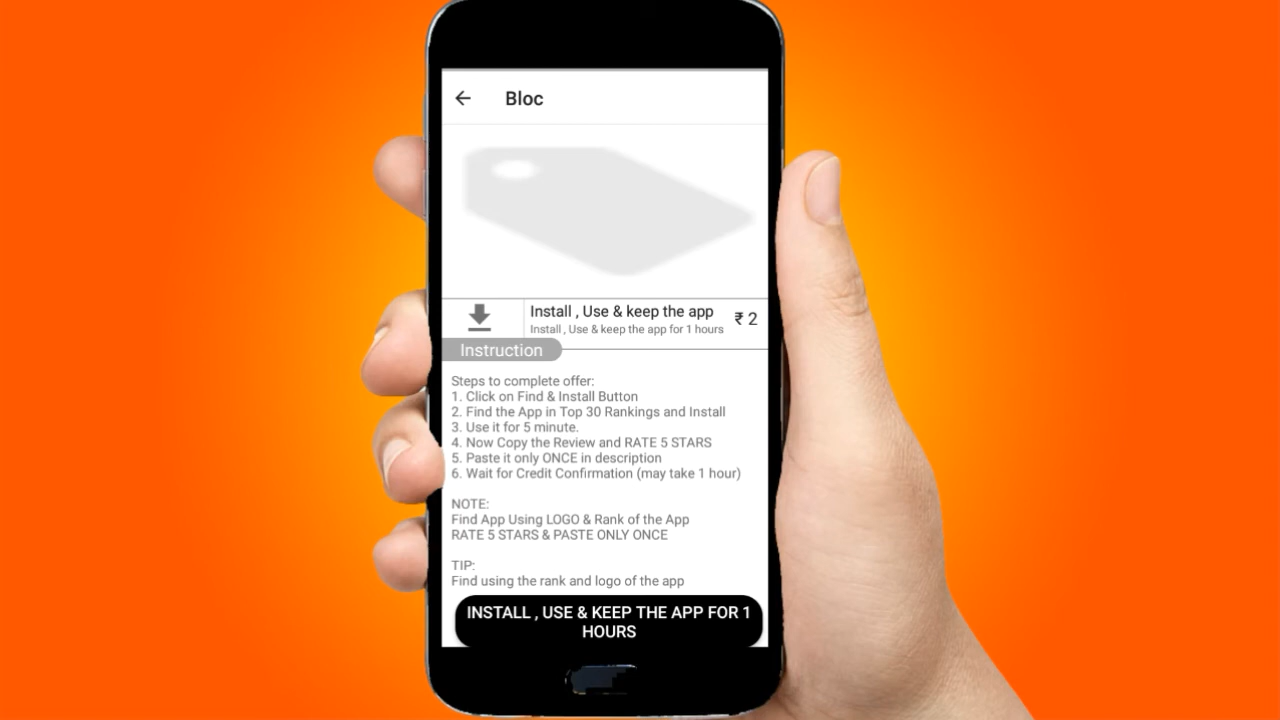 Bloc
Install , Use & keep the app
₹ 2
Install , Use & keep the app for 1 hours
Instruction
Steps to complete offer:
1. Click on Find & Install Button
2. Find the App in Top 30 Rankings and Install
3. Use it for 5 minute.
4. Now Copy the Review and RATE 5 STARS
5. Paste it only ONCE in description
6. Wait for Credit Confirmation (may take 1 hour)
NOTE:
Find App Using LOGO & Rank of the App
RATE 5 STARS & PASTE ONLY ONCE
TIP:
Find using the rank and logo of the app
INSTALL , USE & KEEP THE APP FOR 1
HOURS